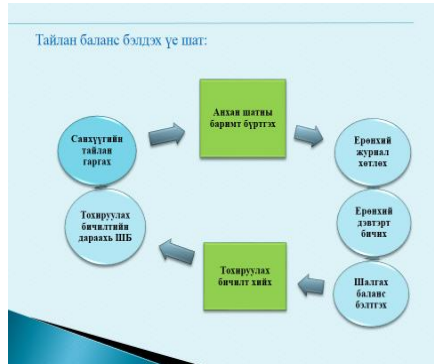 Тайлан баланс бэлдэх үе шат:
Анхан шатны
баримт бүртгэх
Ерөнхий
журнал
хөтлөх
Ерөнхий
дэвтэрт
бичих
Шалгах
баланс
бэлтгэх
Тохируулах
бичилт хийх
Тохируулах
бичилтийн
дараахь ШБ
Санхүүгийн
тайлан
гаргах